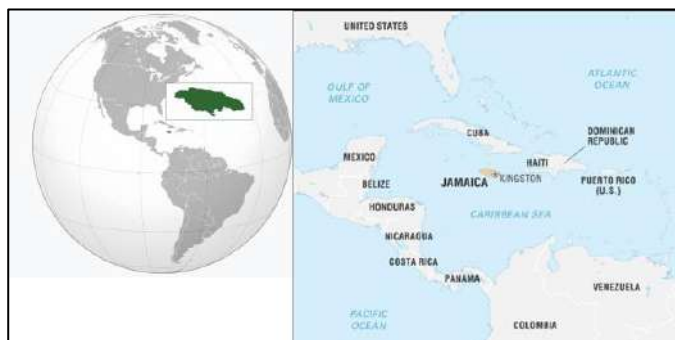 UNITED STATES
GULF OF
MEXICO
ATLANTIC
OCEAN
CUBA
DOMINICAN
REPUBLIC
MEXICO
HAITI
JAMAICA
KINGSTON
BELIZE
PUERTO RICO
(U.S.)
HONDURAS
CARIBBEAN SEA
NICARAGUA
COSTA RICA
PANAMA
VENEZUELA
PACIFIC
OCEAN
COLOMBIA